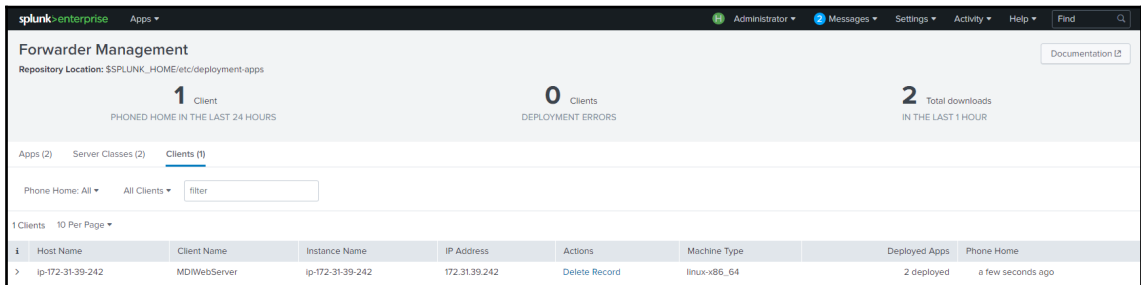 splunk>enterprise Apps H Administrator 2 Messages Settings Activity Help Find
Forwarder Management
Documentation
Repository Location: $SPLUNK_HOME/etc/deployment-apps
1 Client 0 Clients 2 Total downloads
PHONED HOME IN THE LAST 24 HOURS DEPLOYMENT ERRORS IN THE LAST 1 HOUR
Apps (2) Server Classes (2) Clients (1)
Phone Home: All All Clients filter
1 Clients 10 Per Page
i Host Name Client Name Instance Name IP Address Actions Machine Type Deployed Apps Phone Home
> ip-172-31-39-242 MDIWebServer ip-172-31-39-242 172.31.39.242 Delete Record linux-x86_64 2 deployed a few seconds ago